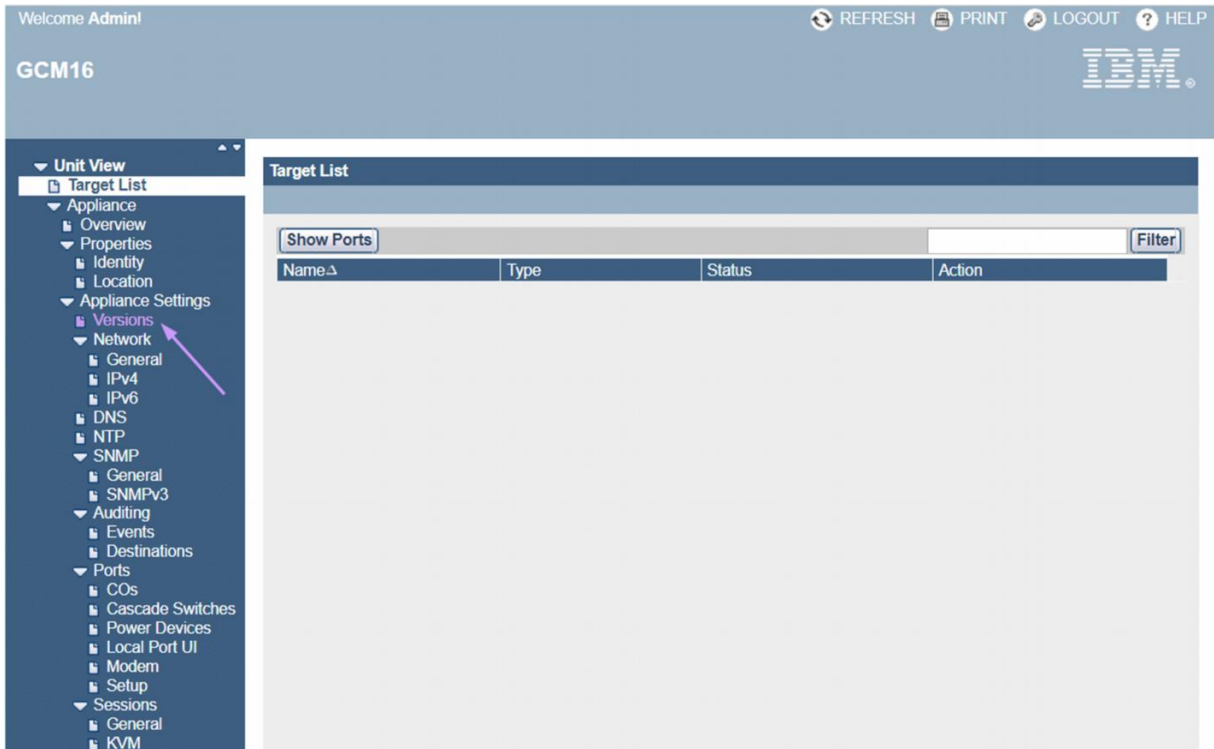 Welcome Admin!
REFRESH PRINT LOGOUT ? HELP
GCM16
IBM®
Unit View
Target List
Appliance
Overview
Properties
Identity
Location
Appliance Settings
Versions
Network
General
IPv4
IPv6
DNS
NTP
SNMP
General
SNMPv3
Auditing
Events
Destinations
Ports
COs
Cascade Switches
Power Devices
Local Port UI
Modem
Setup
Sessions
General
KVM
Target List
Show Ports Filter
Name Type Status Action